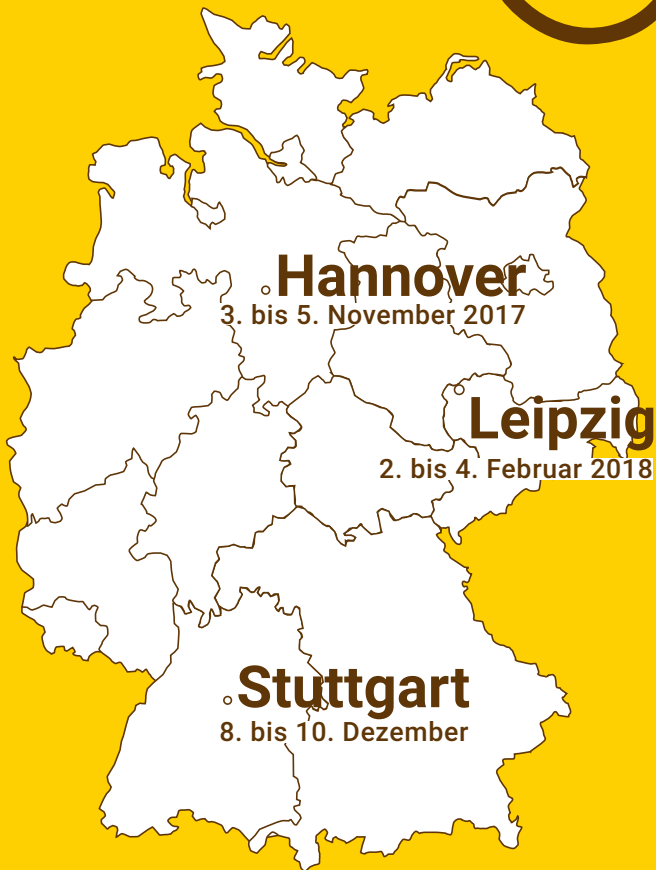 Hannover
3. bis 5. November 2017
Leipzig
2. bis 4. Februar 2018
Stuttgart
8. bis 10. Dezember